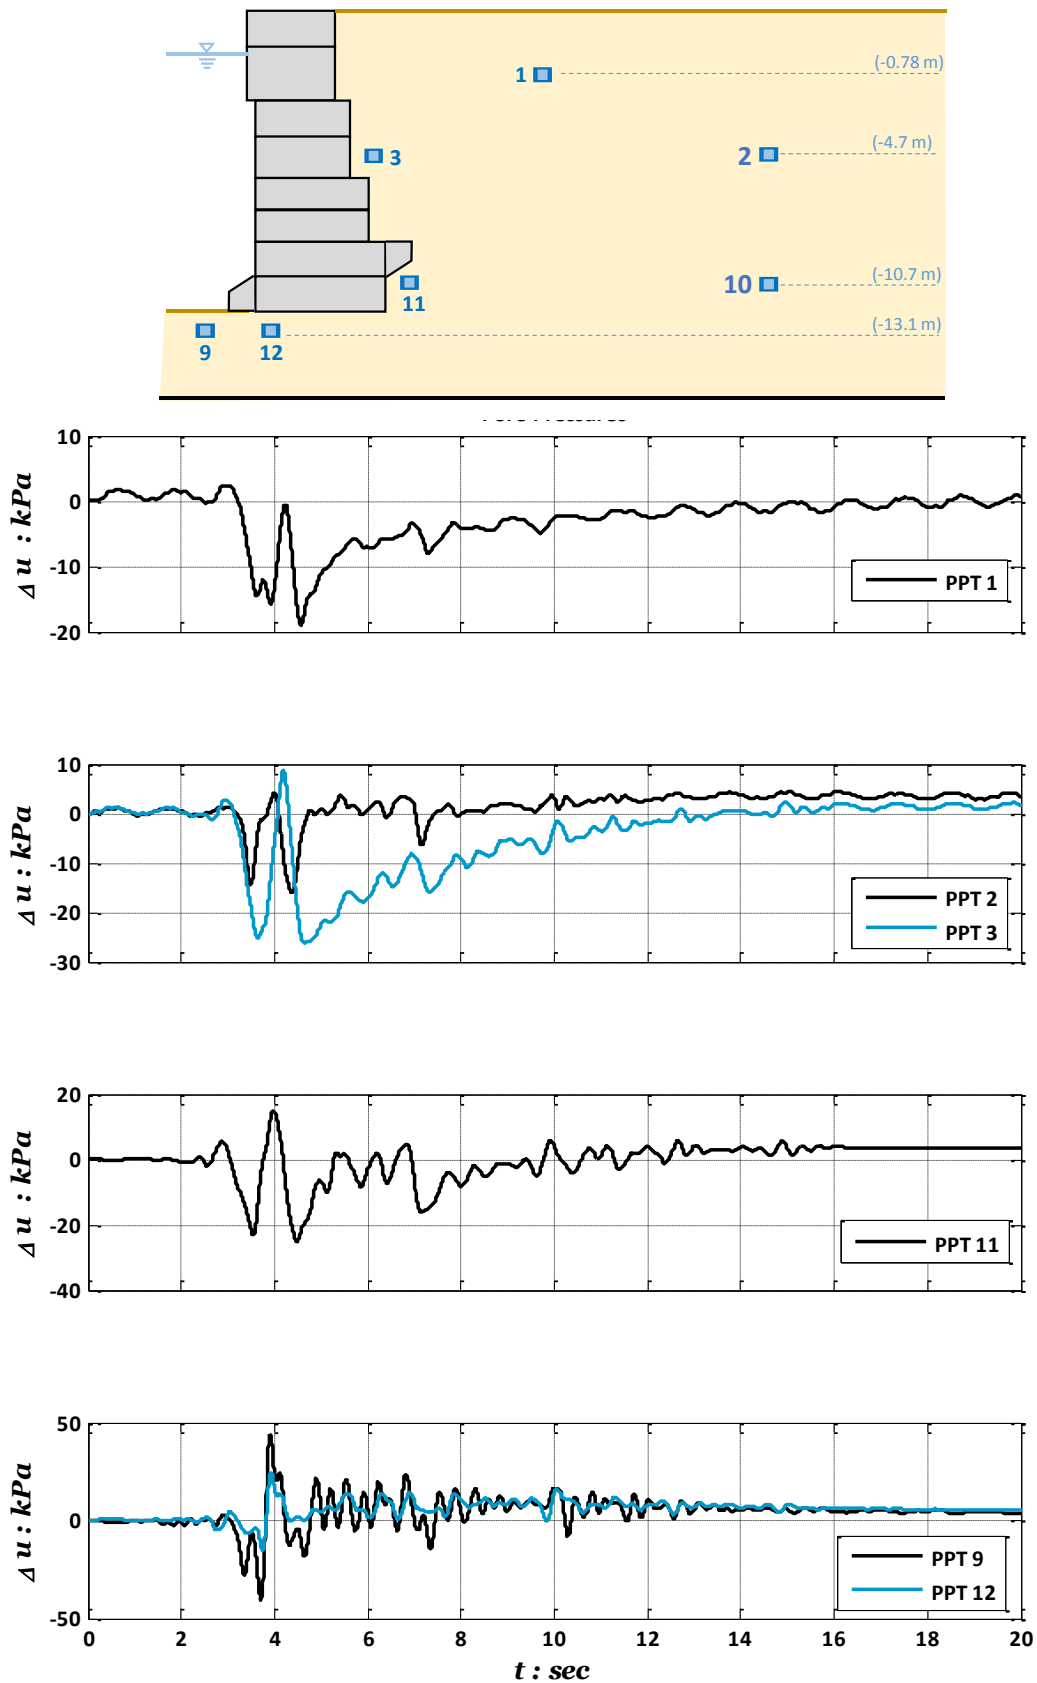 1
(-0.78 m)
3
2
(-4.7 m)
11
10
(-10.7 m)
9
12
(-13.1 m)
10
0
-10
-20
Δ u : kPa
PPT 1
10
0
-10
-20
-30
Δ u : kPa
PPT 2
PPT 3
20
0
-20
-40
Δ u : kPa
PPT 11
50
0
-50
Δ u : kPa
PPT 9
PPT 12
0 2 4 6 8 10 12 14 16 18 20
t : sec